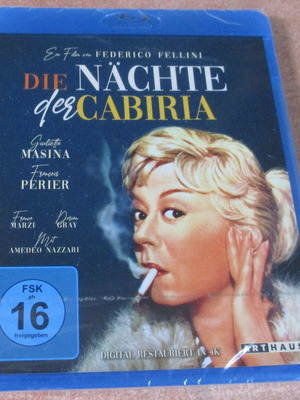 Ein Film von FEDERICO FELLINI
DIE NÄCHTE
der CABIRIA
Giulietta
MASINA
François
PÉRIER
Franca
MARZI
Dorian
GRAY
Mit
AMEDEO NAZZARI
FSK
ab
16
freigegeben
DIGITAL RESTAURIERT IN 4K
ARTHAUS